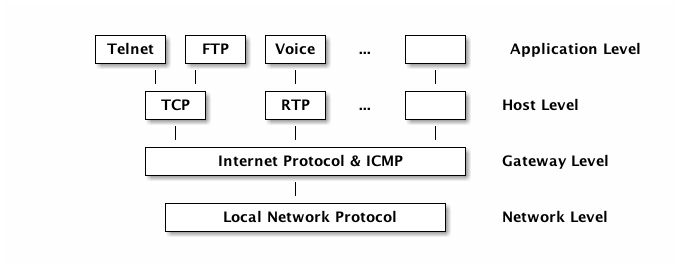 Telnet FTP Voice ... Application Level
TCP RTP ... Host Level
Internet Protocol & ICMP Gateway Level
Local Network Protocol Network Level